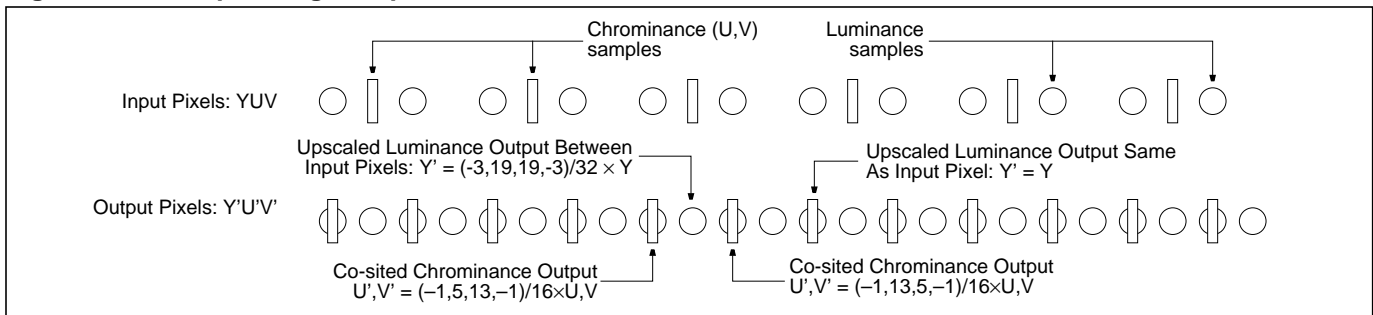 Chrominance (U,V)
samples
Luminance
samples
Input Pixels: YUV
Upscaled Luminance Output Between
Input Pixels: Y' = (-3,19,19,-3)/32 × Y
Upscaled Luminance Output Same
As Input Pixel: Y' = Y
Output Pixels: Y'U'V'
Co-sited Chrominance Output
U',V' = (–1,5,13,–1)/16×U,V
Co-sited Chrominance Output
U',V' = (–1,13,5,–1)/16×U,V